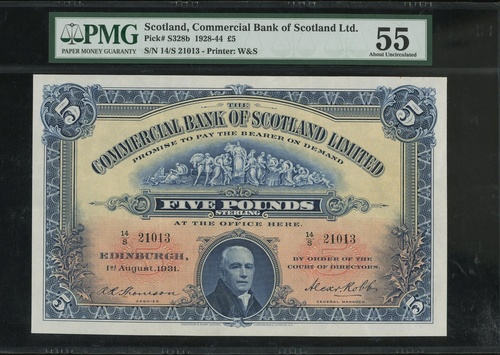 PMG
PAPER MONEY GUARANTY
Scotland, Commercial Bank of Scotland Ltd.
Pick# S328b 1928-44 £5
S/N 14/S 21013 - Printer: W&S
55
About Uncirculated
5
5
THE
COMMERCIAL BANK OF SCOTLAND LIMITED
PROMISE TO PAY THE BEARER ON DEMAND
FIVE POUNDS
STERLING
AT THE OFFICE HERE.
14/S 21013
14/S 21013
EDINBURGH,
1st August, 1931.
BY ORDER OF THE
COURT OF DIRECTORS
Alexr Robb
GENERAL MANAGER
5
5